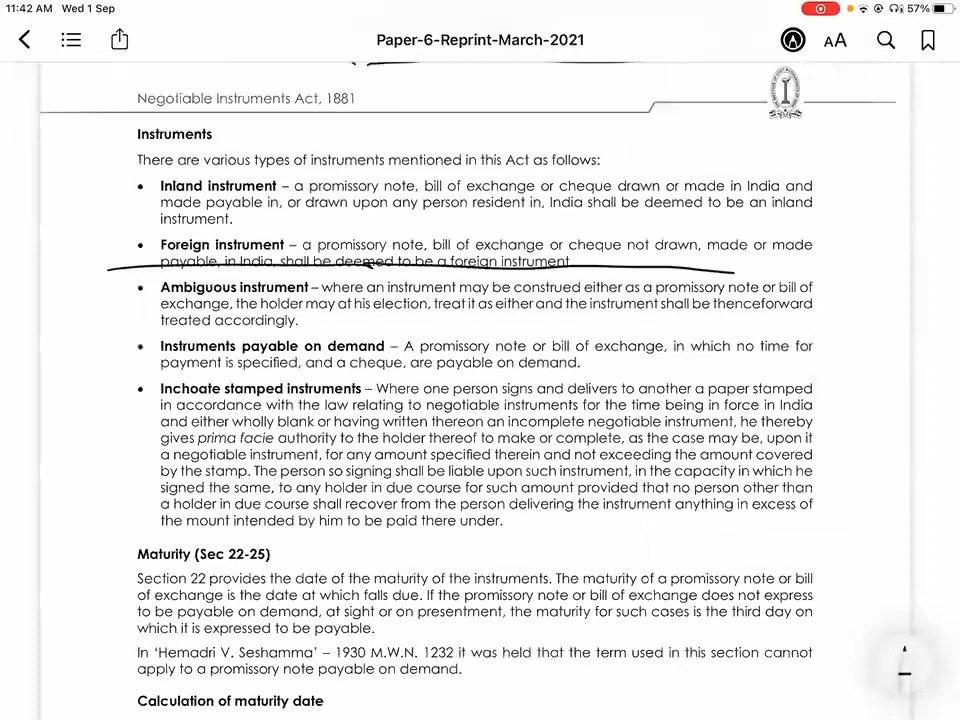 11:42 AM Wed 1 Sep
57%
Paper-6-Reprint-March-2021
AA
Negotiable Instruments Act, 1881
Instruments
There are various types of instruments mentioned in this Act as follows:
• Inland instrument – a promissory note, bill of exchange or cheque drawn or made in India and
made payable in, or drawn upon any person resident in, India shall be deemed to be an inland
instrument.
• Foreign instrument – a promissory note, bill of exchange or cheque not drawn, made or made
payable, in India, shall be deemed to be a foreign instrument
• Ambiguous instrument – where an instrument may be construed either as a promissory note or bill of
exchange, the holder may at his election, treat it as either and the instrument shall be thenceforward
treated accordingly.
• Instruments payable on demand – A promissory note or bill of exchange, in which no time for
payment is specified, and a cheque, are payable on demand.
• Inchoate stamped instruments – Where one person signs and delivers to another a paper stamped
in accordance with the law relating to negotiable instruments for the time being in force in India
and either wholly blank or having written thereon an incomplete negotiable instrument, he thereby
gives prima facie authority to the holder thereof to make or complete, as the case may be, upon it
a negotiable instrument, for any amount specified therein and not exceeding the amount covered
by the stamp. The person so signing shall be liable upon such instrument, in the capacity in which he
signed the same, to any holder in due course for such amount provided that no person other than
a holder in due course shall recover from the person delivering the instrument anything in excess of
the mount intended by him to be paid there under.
Maturity (Sec 22-25)
Section 22 provides the date of the maturity of the instruments. The maturity of a promissory note or bill
of exchange is the date at which falls due. If the promissory note or bill of exchange does not express
to be payable on demand, at sight or on presentment, the maturity for such cases is the third day on
which it is expressed to be payable.
In ‘Hemadri V. Seshamma’ – 1930 M.W.N. 1232 it was held that the term used in this section cannot
apply to a promissory note payable on demand.
Calculation of maturity date